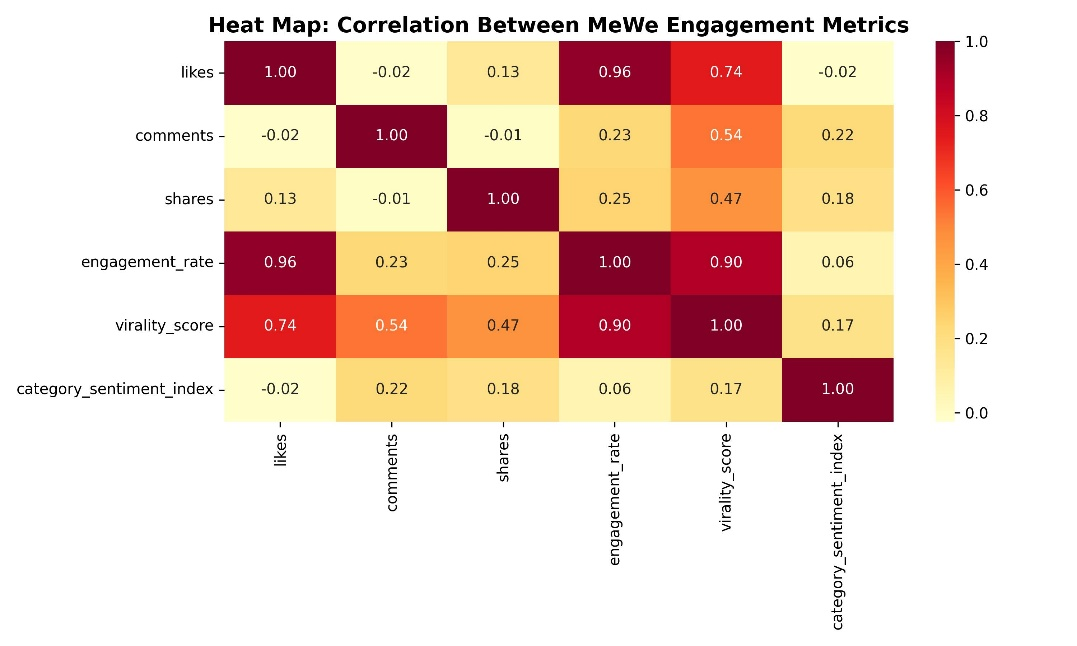 Heat Map: Correlation Between MeWe Engagement Metrics
likes 1.00 -0.02 0.13 0.96 0.74 -0.02
comments -0.02 1.00 -0.01 0.23 0.54 0.22
shares 0.13 -0.01 1.00 0.25 0.47 0.18
engagement_rate 0.96 0.23 0.25 1.00 0.90 0.06
virality_score 0.74 0.54 0.47 0.90 1.00 0.17
category_sentiment_index -0.02 0.22 0.18 0.06 0.17 1.00
likes
comments
shares
engagement_rate
virality_score
category_sentiment_index
1.0
0.8
0.6
0.4
0.2
0.0